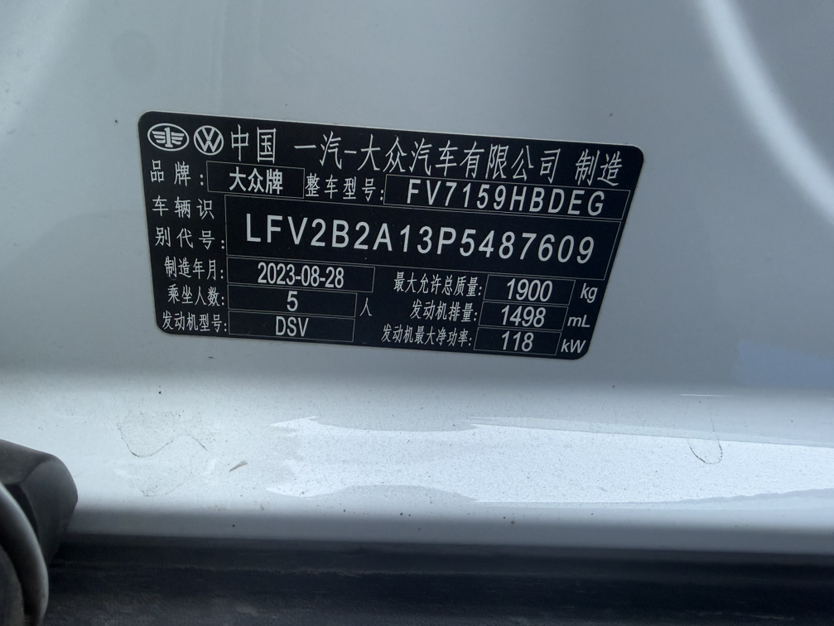 中国 一汽-大众汽车有限公司 制造
品牌: 大众牌 整车型号: FV7159HBDEG
车辆识别代号: LFV2B2A13P5487609
制造年月: 2023-08-28 最大允许总质量: 1900 kg
乘坐人数: 5 人 发动机排量: 1498 mL
发动机型号: DSV 发动机最大净功率: 118 kW